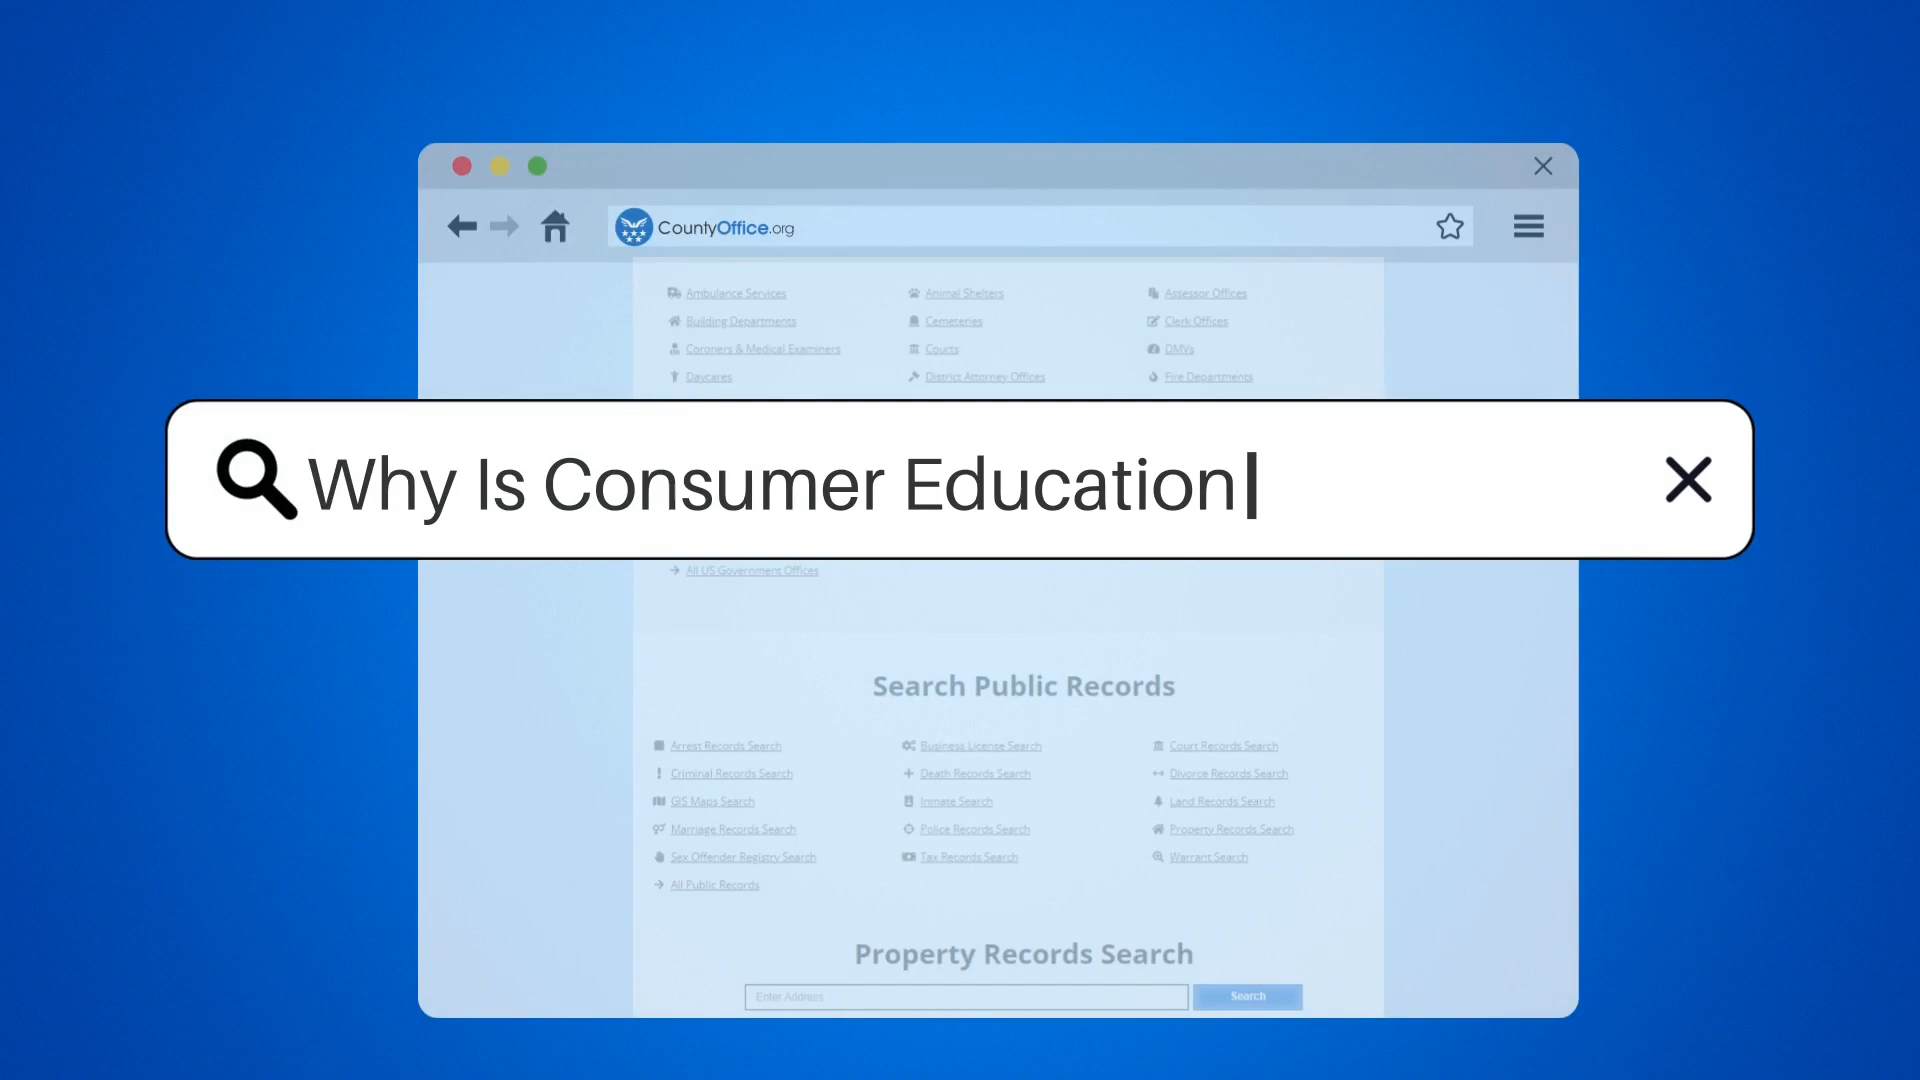 CountyOffice.org
Ambulance Services Animal Shelters Assessor Offices
Building Departments Cemeteries Clerk Offices
Coroners & Medical Examiners Courts DMVs
Daycares District Attorney Offices Fire Departments
Why Is Consumer Education
All US Government Offices
Search Public Records
Arrest Records Search Business License Search Court Records Search
Criminal Records Search Death Records Search Divorce Records Search
GIS Maps Search Inmate Search Land Records Search
Marriage Records Search Police Records Search Property Records Search
Sex Offender Registry Search Tax Records Search Warrant Search
All Public Records
Property Records Search
Enter Address Search